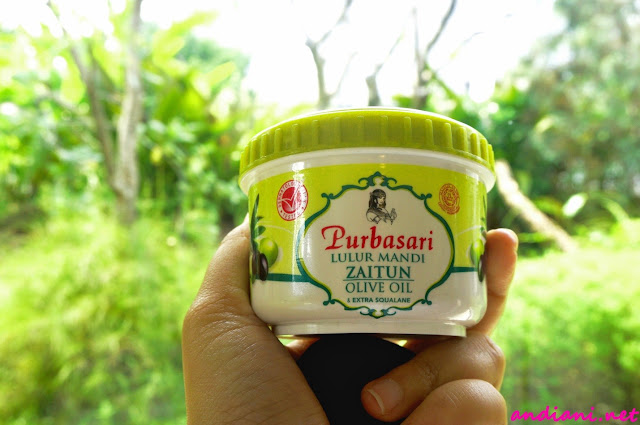 Purbasari
LULUR MANDI
ZAITUN
OLIVE OIL
& EXTRA SQUALANE
andiani.net